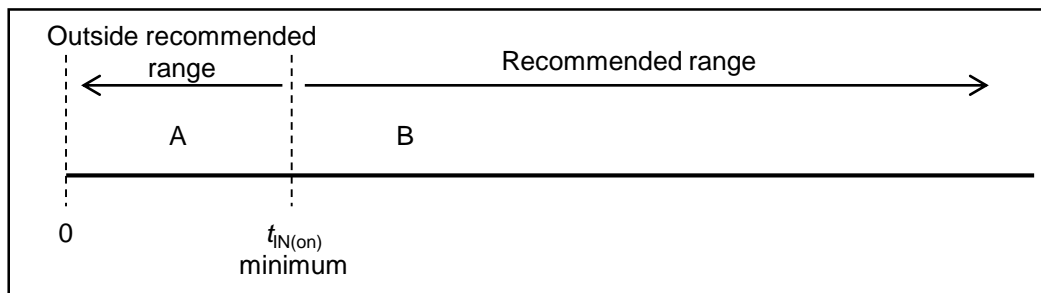 Outside recommended
range
Recommended range
A
B
0
tIN(on)
minimum